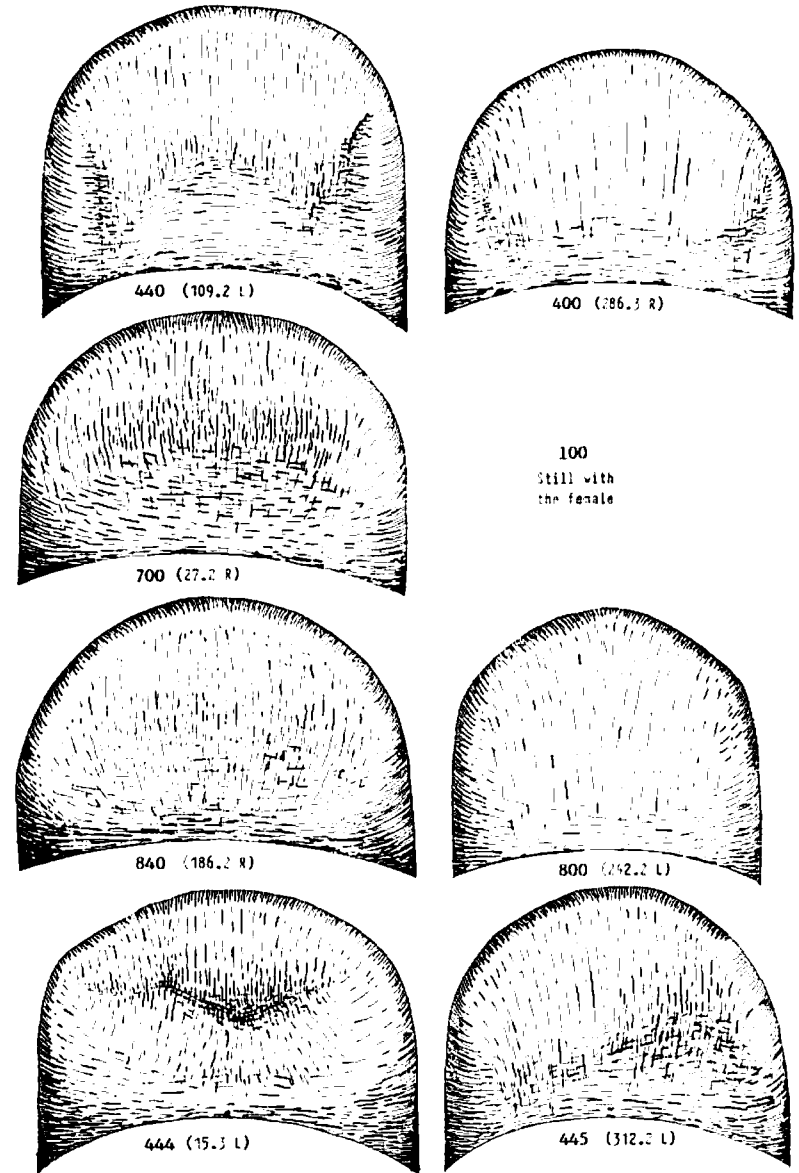 440 (109.2 L)
400 (286.3 R)
700 (27.2 R)
100
Still with
the female
840 (186.2 R)
800 (242.2 L)
444 (15.3 L)
445 (312. L)